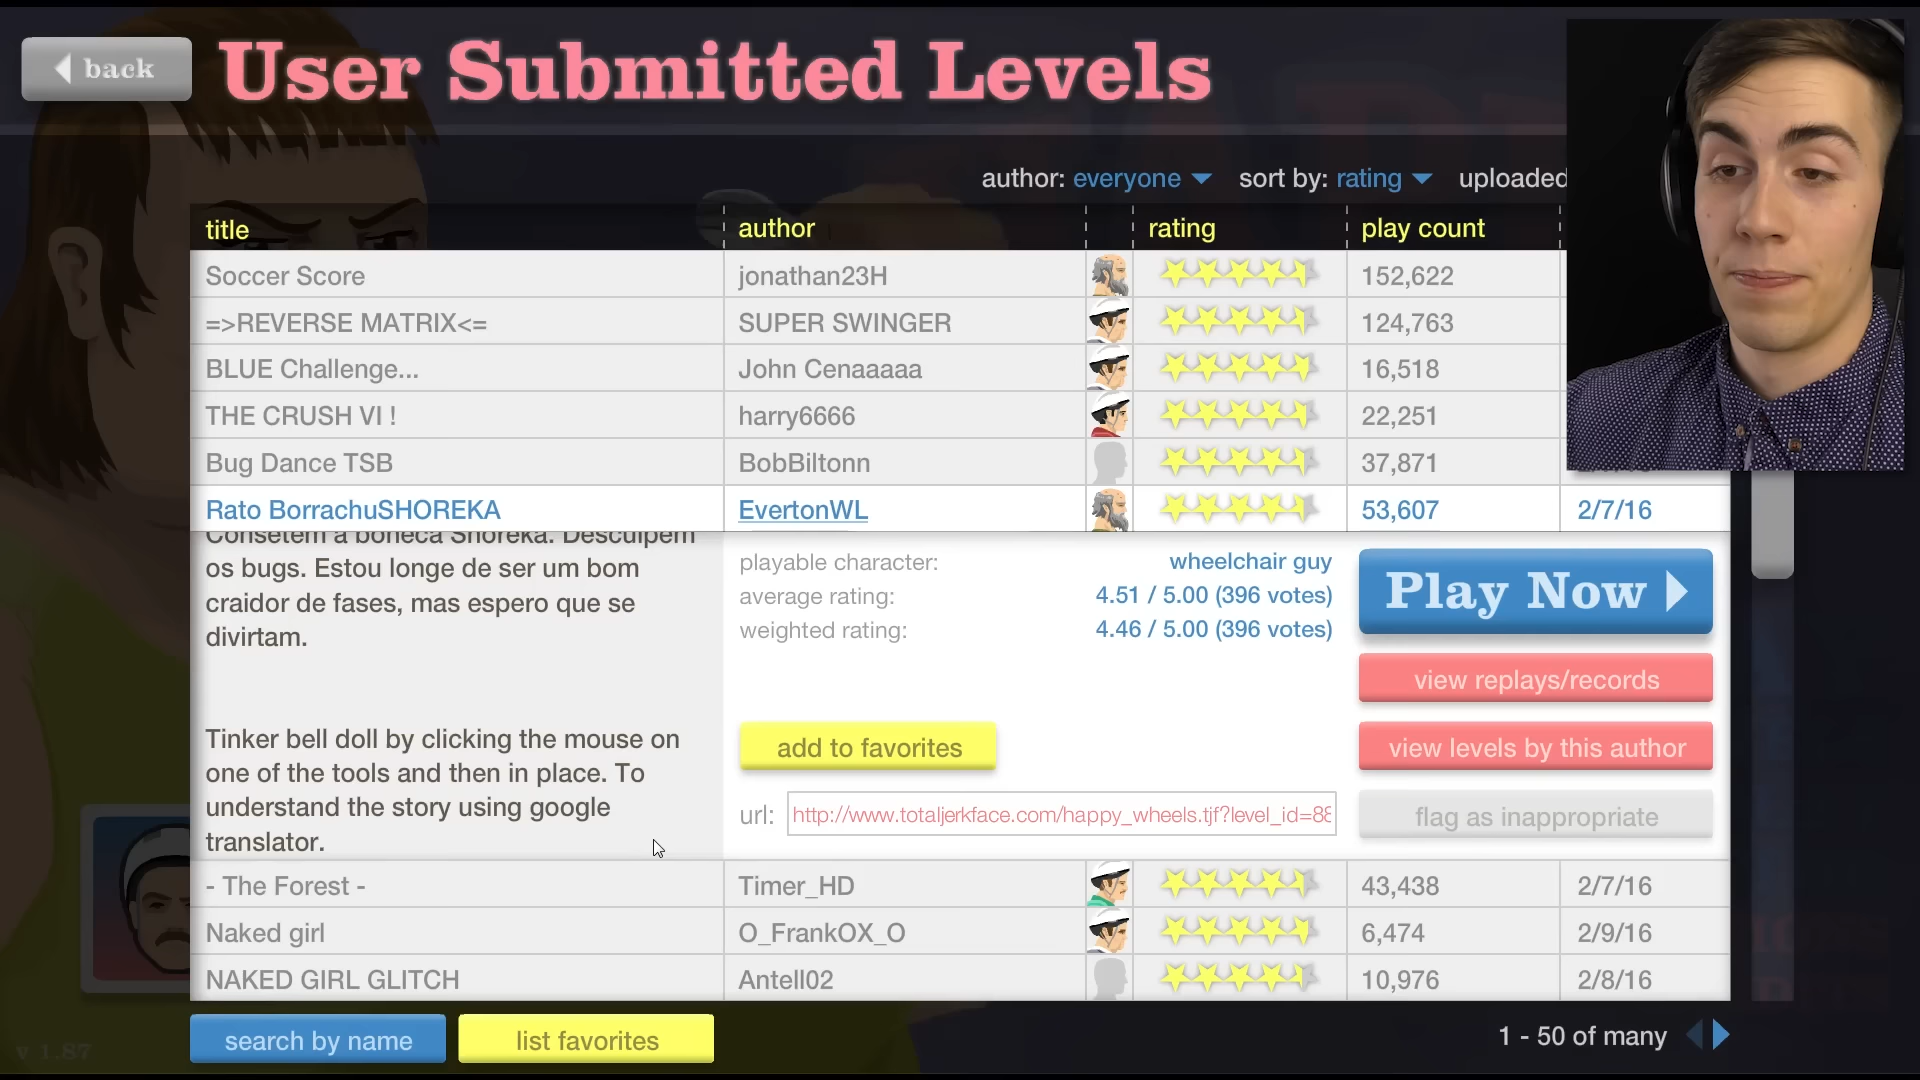 back
User Submitted Levels
author: everyone sort by: rating uploaded
title author rating play count
Soccer Score jonathan23H 152,622
=>REVERSE MATRIX<= SUPER SWINGER 124,763
BLUE Challenge... John Cenaaaaa 16,518
THE CRUSH VI ! harry6666 22,251
Bug Dance TSB BobBiltonn 37,871
Rato BorrachuSHOREKA EvertonWL 53,607 2/7/16
Consetem a boneca Shoreka. Desculpem
os bugs. Estou longe de ser um bom
craidor de fases, mas espero que se
divirtam.
Tinker bell doll by clicking the mouse on
one of the tools and then in place. To
understand the story using google
translator.
playable character: wheelchair guy
average rating: 4.51 / 5.00 (396 votes)
weighted rating: 4.46 / 5.00 (396 votes)
add to favorites
url: http://www.totaljerkface.com/happy_wheels.tjf?level_id=88
Play Now
view replays/records
view levels by this author
flag as inappropriate
- The Forest - Timer_HD 43,438 2/7/16
Naked girl O_FrankOX_O 6,474 2/9/16
NAKED GIRL GLITCH Antell02 10,976 2/8/16
search by name list favorites 1 - 50 of many
v 1.87